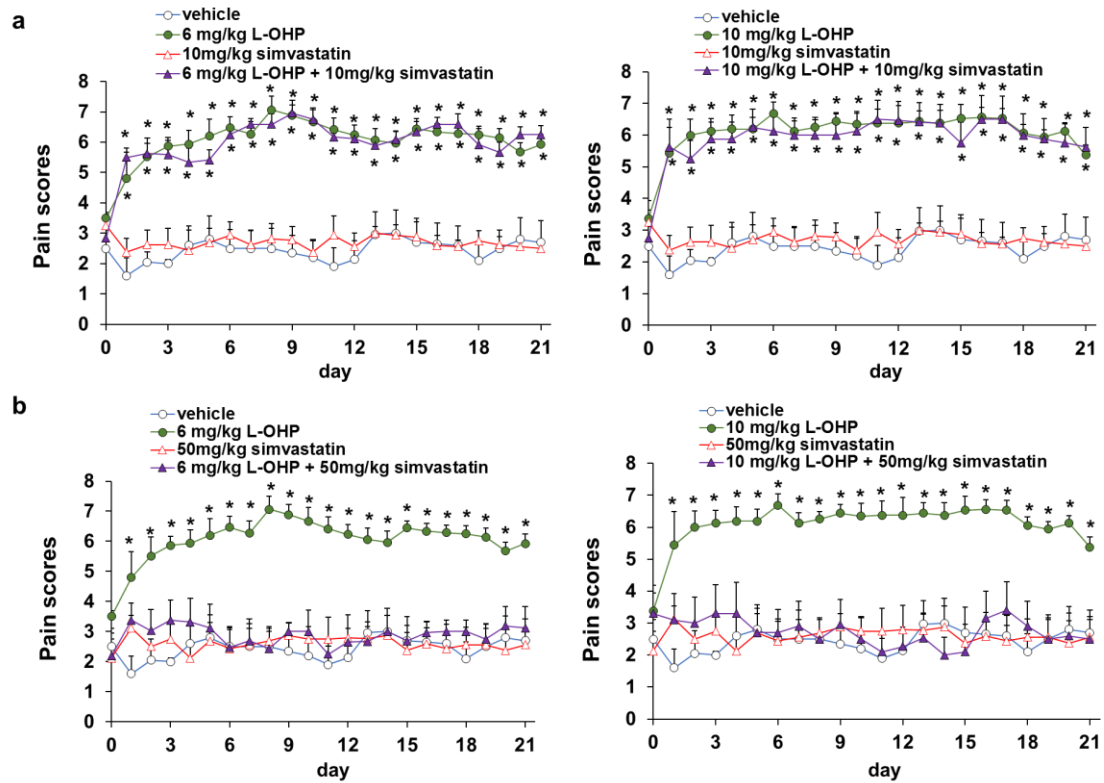 a
vehicle
6 mg/kg L-OHP
10mg/kg simvastatin
6 mg/kg L-OHP + 10mg/kg simvastatin
Pain scores
8
7
6
5
4
3
2
1
0
0 3 6 9 12 15 18 21
day
vehicle
10 mg/kg L-OHP
10mg/kg simvastatin
10 mg/kg L-OHP + 10mg/kg simvastatin
Pain scores
8
7
6
5
4
3
2
1
0
0 3 6 9 12 15 18 21
day
b
vehicle
6 mg/kg L-OHP
50mg/kg simvastatin
6 mg/kg L-OHP + 50mg/kg simvastatin
Pain scores
8
7
6
5
4
3
2
1
0
0 3 6 9 12 15 18 21
day
vehicle
10 mg/kg L-OHP
50mg/kg simvastatin
10 mg/kg L-OHP + 50mg/kg simvastatin
Pain scores
8
7
6
5
4
3
2
1
0
0 3 6 9 12 15 18 21
day